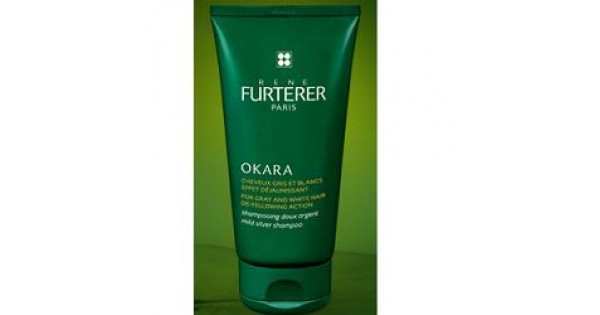 RENE
FURTERER
PARIS
OKARA
CHEVEUX GRIS ET BLANCS
EFFET DÉJAUNISSANT
FOR GRAY AND WHITE HAIR
DE-YELLOWING ACTION
shampooing doux argent
mild silver shampoo